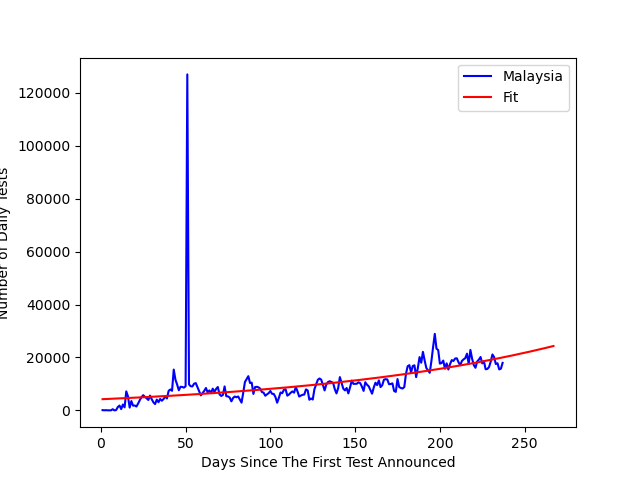 Malaysia
Fit
120000
100000
80000
60000
40000
20000
0
Number of Daily Tests
0 50 100 150 200 250
Days Since The First Test Announced